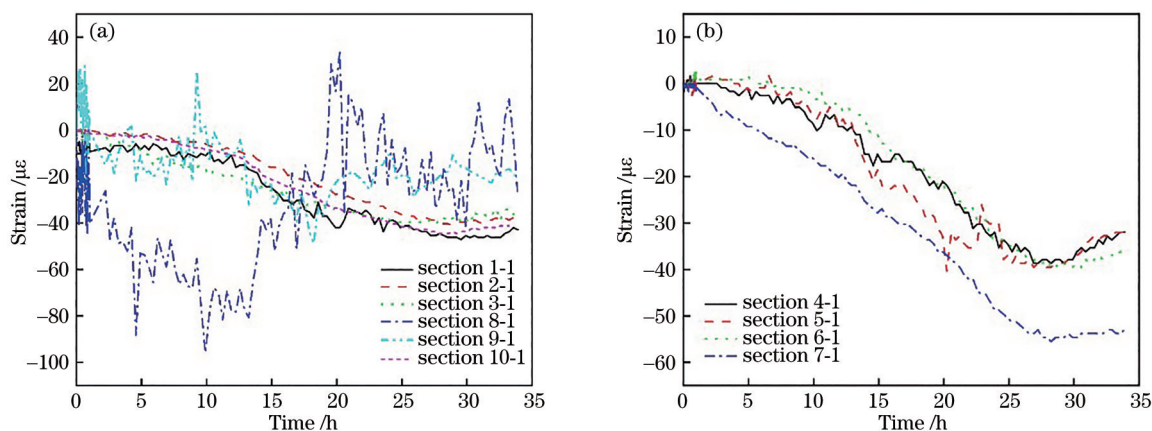 (a)
40
20
0
−20
−40
−60
−80
−100
Strain /με
0 5 10 15 20 25 30 35
Time /h
section 1-1
section 2-1
section 3-1
section 8-1
section 9-1
section 10-1
(b)
10
0
−10
−20
−30
−40
−50
−60
Strain /με
0 5 10 15 20 25 30 35
Time /h
section 4-1
section 5-1
section 6-1
section 7-1